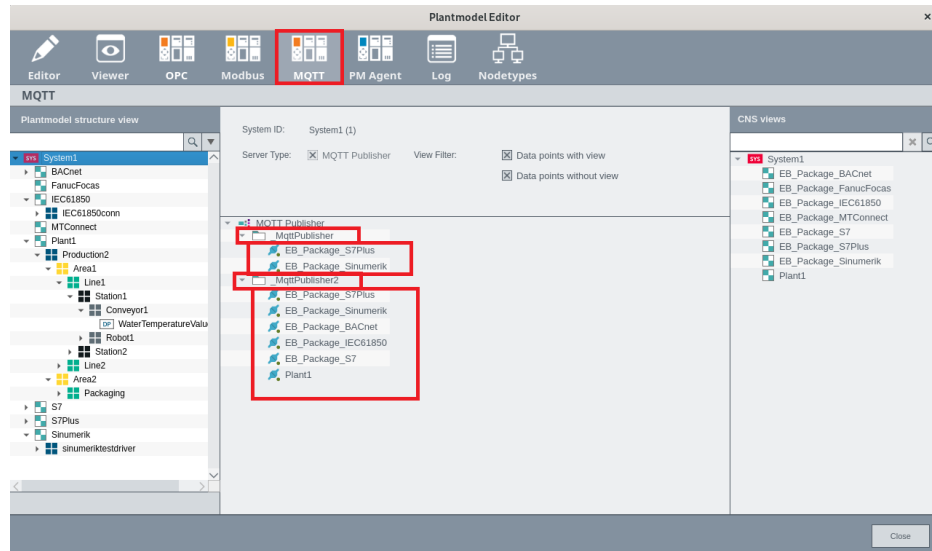 Plantmodel Editor
Editor Viewer OPC Modbus MQTT PM Agent Log Nodetypes
MQTT
Plantmodel structure view
SYS System1
BACnet
FanucFocas
IEC61850
IEC61850conn
MTConnect
Plant1
Production2
Area1
Line1
Station1
Conveyor1
DP WaterTemperatureValu
Robot1
Station2
Line2
Area2
Packaging
S7
S7Plus
Sinumerik
sinumeriktestdriver
System ID: System1 (1)
Server Type: MQTT Publisher View Filter: Data points with view
Data points without view
MQTT Publisher
_MqttPublisher
EB_Package_S7Plus
EB_Package_Sinumerik
_MqttPublisher2
EB_Package_S7Plus
EB_Package_Sinumerik
EB_Package_BACnet
EB_Package_IEC61850
EB_Package_S7
Plant1
CNS views
SYS System1
EB_Package_BACnet
EB_Package_FanucFocas
EB_Package_IEC61850
EB_Package_MTConnect
EB_Package_S7
EB_Package_S7Plus
EB_Package_Sinumerik
Plant1
Close